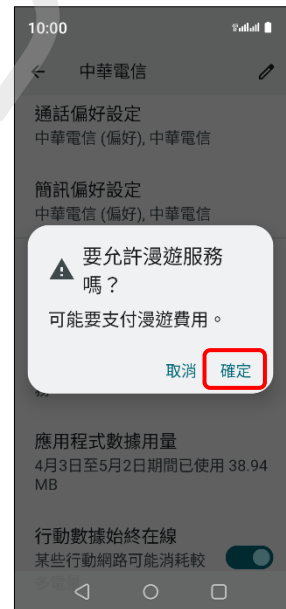 10:00
中華電信
通話偏好設定
中華電信 (偏好), 中華電信
簡訊偏好設定
中華電信 (偏好), 中華電信
要允許漫遊服務
嗎？
可能要支付漫遊費用。
取消 確定
應用程式數據用量
4月3日至5月2日期間已使用 38.94
MB
行動數據始終在線
某些行動網路可能消耗較